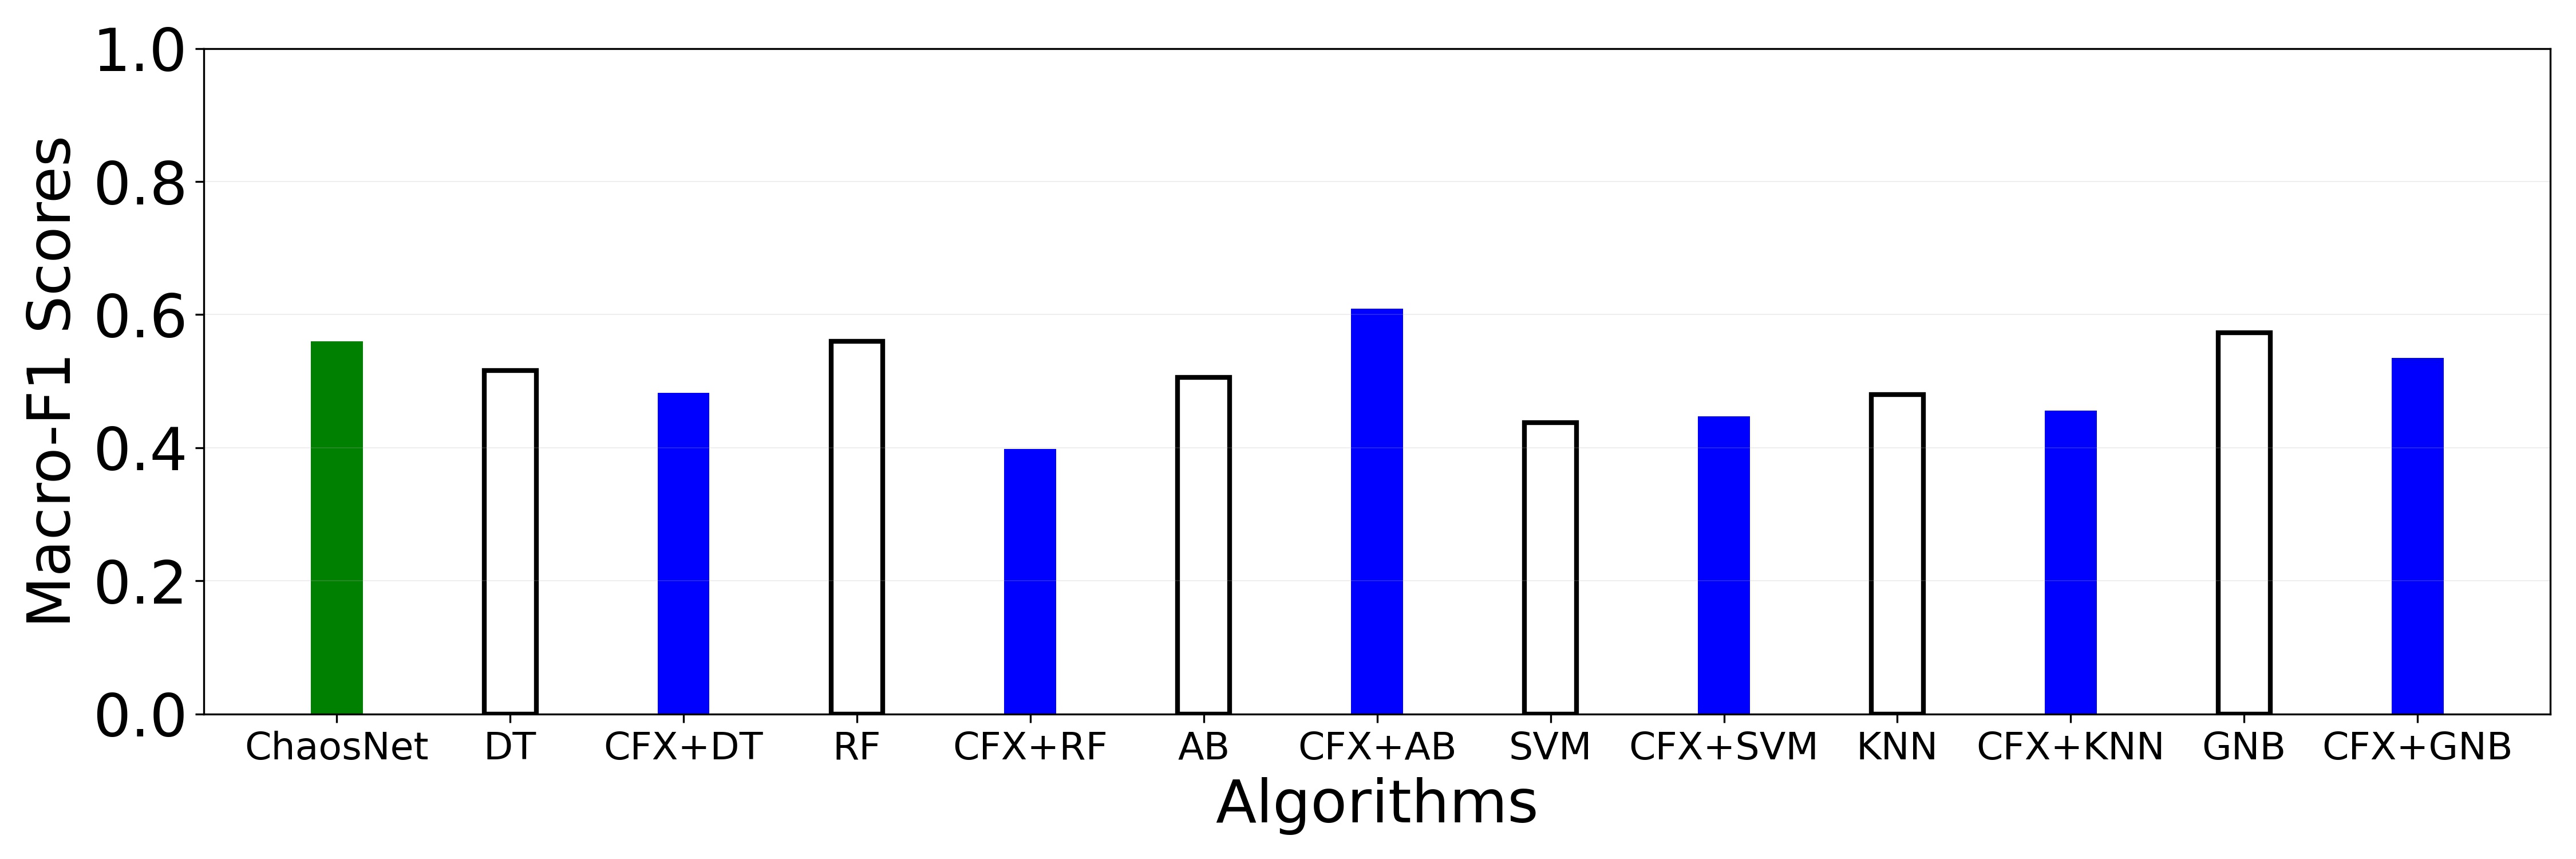 Macro-F1 Scores
1.0
0.8
0.6
0.4
0.2
0.0
ChaosNet DT CFX+DT RF CFX+RF AB CFX+AB SVM CFX+SVM KNN CFX+KNN GNB CFX+GNB
Algorithms